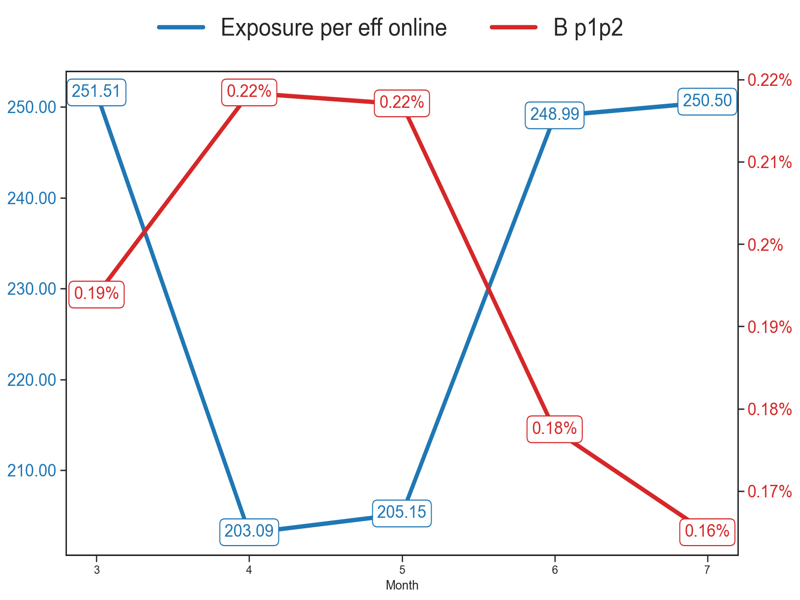 Exposure per eff online B p1p2
251.51 0.22% 0.22% 248.99 250.50
0.19% 203.09 205.15 0.18% 0.16%
250.00
240.00
230.00
220.00
210.00
0.22%
0.21%
0.2%
0.19%
0.18%
0.17%
3 4 5 6 7
Month